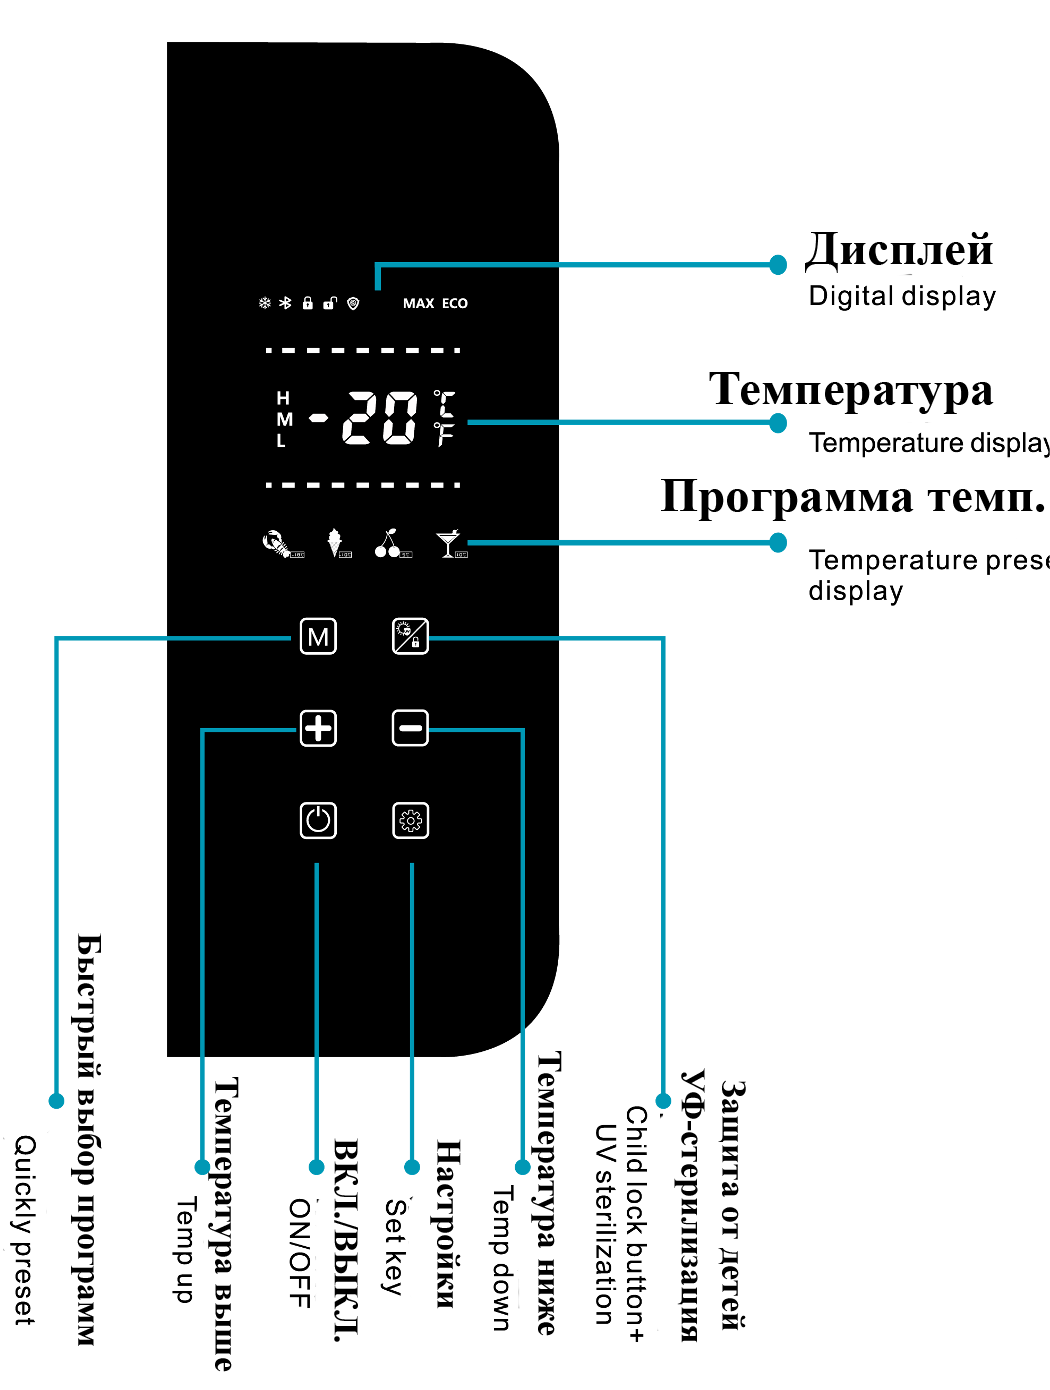 Дисплей
Digital display
MAX ECO
Температура
H
M
L
-20
°C
°F
Temperature display
Программа темп.
Temperature prese
display
M
Быстрый выбор программ
Quickly preset
Температура выше
Temp up
ВКЛ./ВЫКЛ.
ON/OFF
Настройки
Set key
Температура ниже
Temp down
Защита от детей
УФ-стерилизация
Child lock button+
UV sterilization